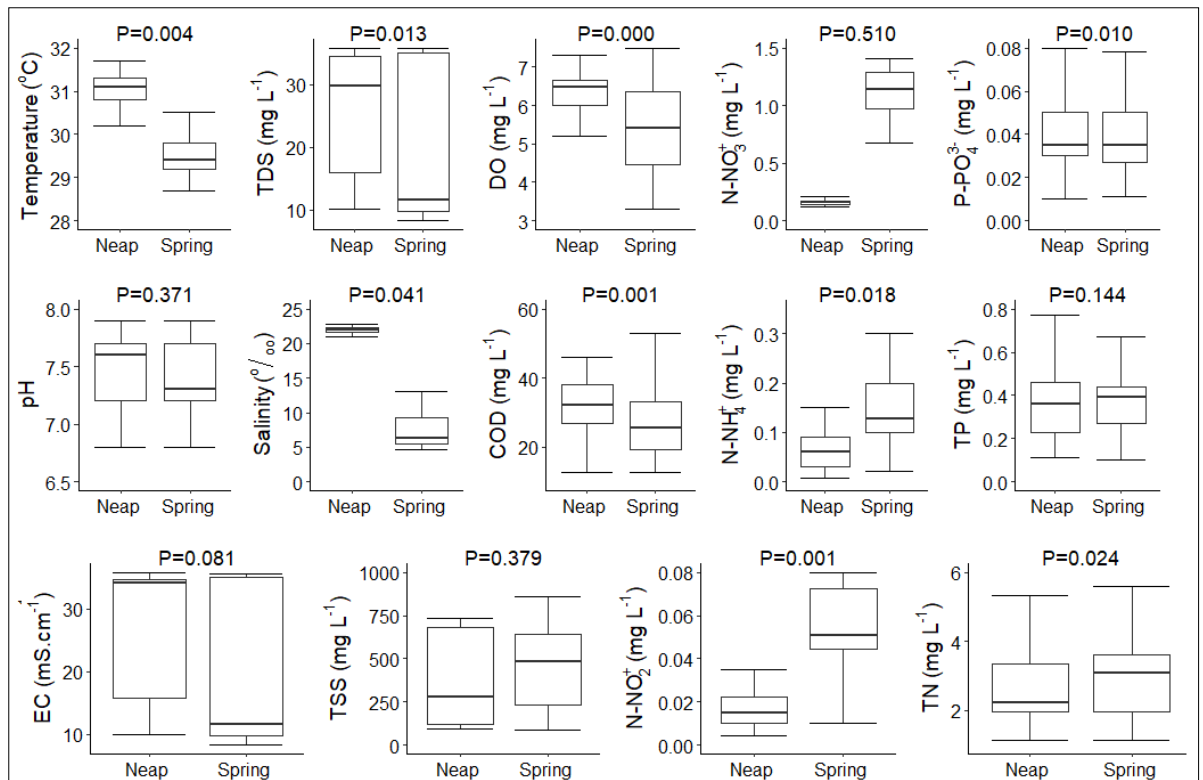 P=0.004
Temperature (°C)
32
31
30
29
28
Neap Spring
P=0.013
TDS (mg L⁻¹)
30
20
10
Neap Spring
P=0.000
DO (mg L⁻¹)
7
6
5
4
3
Neap Spring
P=0.510
N-NO₃⁺ (mg L⁻¹)
1.5
1.0
0.5
0.0
Neap Spring
P=0.010
P-PO₄³⁻ (mg L⁻¹)
0.08
0.06
0.04
0.02
0.00
Neap Spring
P=0.371
pH
8.0
7.5
7.0
6.5
Neap Spring
P=0.041
Salinity (⁰/₀₀)
25
22
15
10
5
0
Neap Spring
P=0.001
COD (mg L⁻¹)
60
40
20
Neap Spring
P=0.018
N-NH₄⁺ (mg L⁻¹)
0.3
0.2
0.1
0.0
Neap Spring
P=0.144
TP (mg L⁻¹)
0.8
0.6
0.4
0.2
0.0
Neap Spring
P=0.081
EC (mS.cm⁻¹)
30
20
10
Neap Spring
P=0.379
TSS (mg L⁻¹)
1000
750
500
250
0
Neap Spring
P=0.001
N-NO₂⁺ (mg L⁻¹)
0.08
0.06
0.04
0.02
0.00
Neap Spring
P=0.024
TN (mg L⁻¹)
6
4
2
Neap Spring